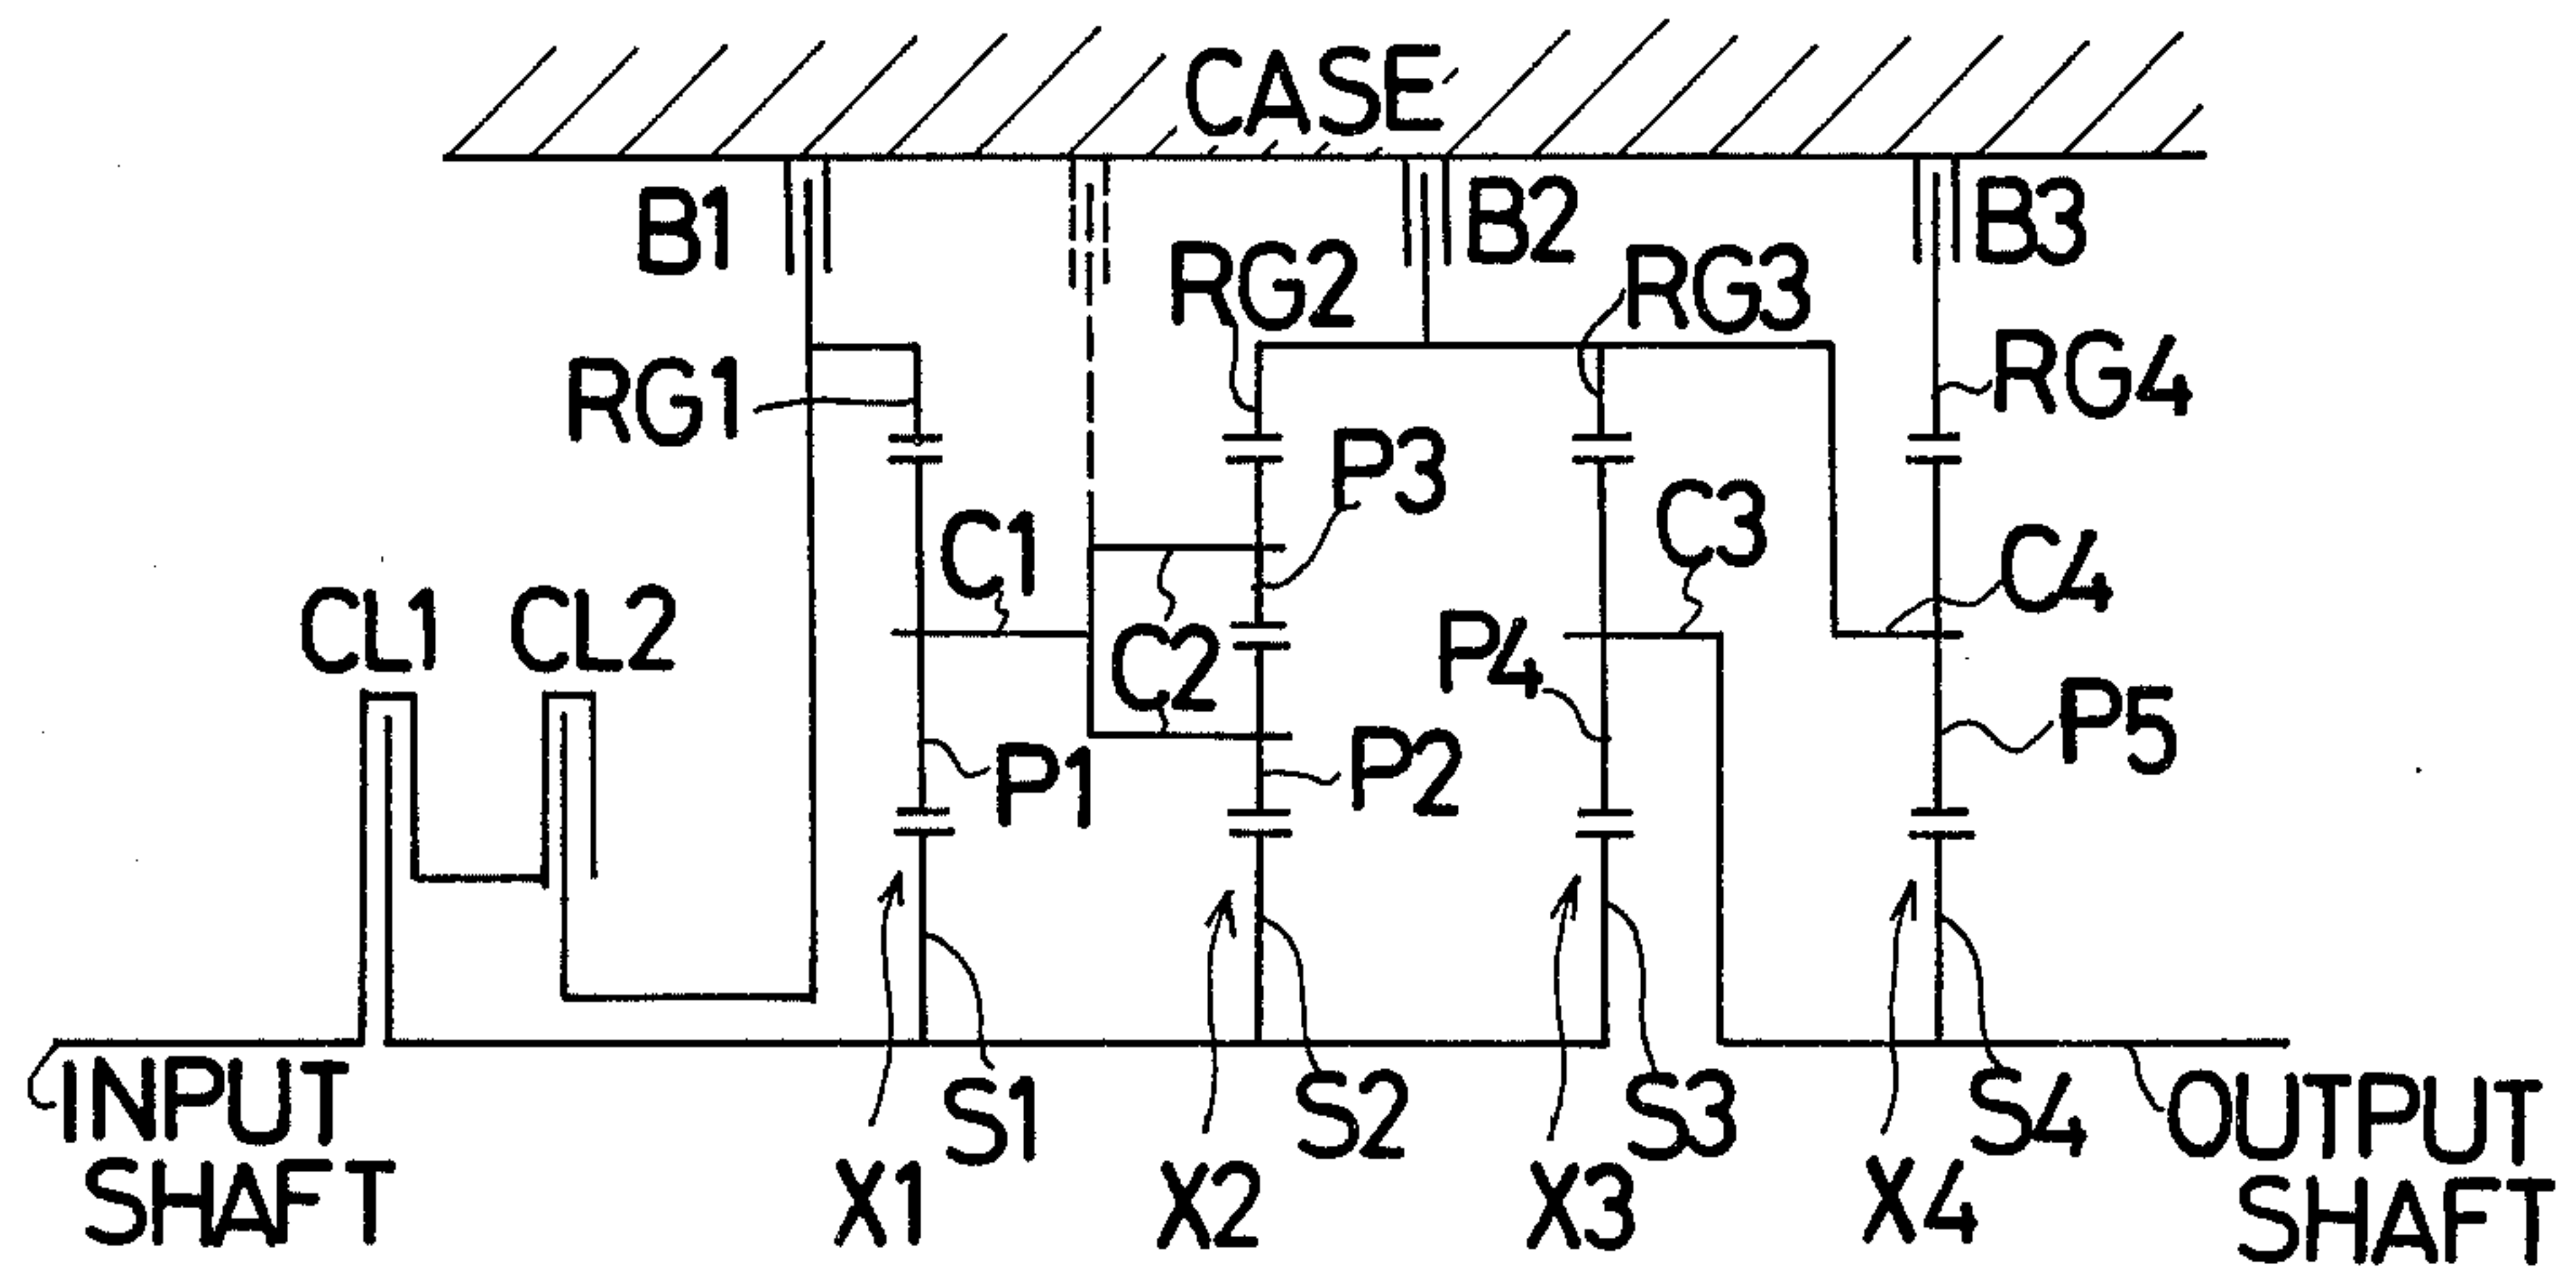 CASE
B1
B2
B3
RG2
RG3
RG1
RG4
P3
C1
C3
C4
CL1
CL2
C2
P4
P1
P2
P5
INPUT
SHAFT
S1
S2
S3
S4
OUTPUT
SHAFT
X1
X2
X3
X4